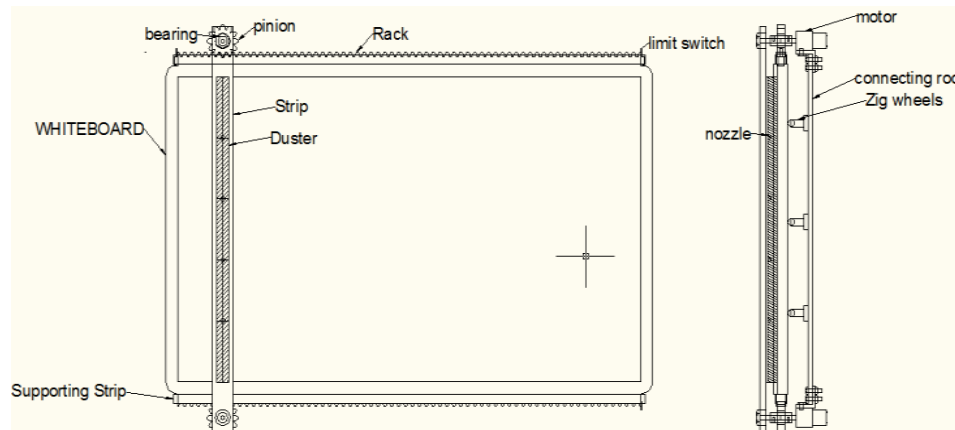 bearing
pinion
Rack
limit switch
motor
connecting rod
Zig wheels
Strip
WHITEBOARD
Duster
nozzle
Supporting Strip